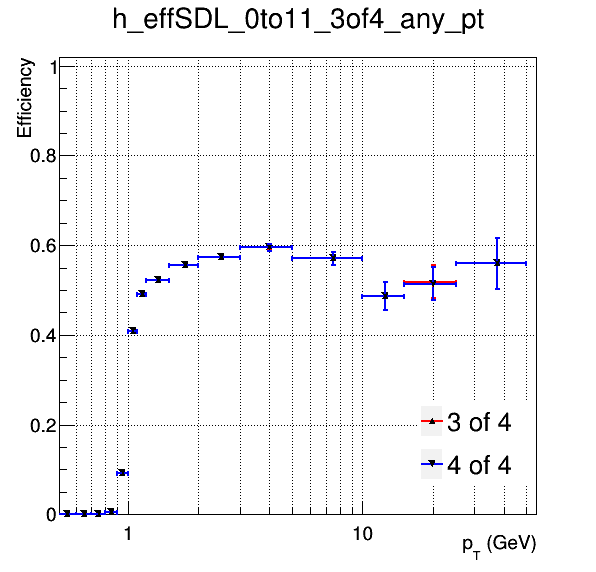 h_effSDL_0to11_3of4_any_pt
Efficiency
1
0.8
0.6
0.4
0.2
0
3 of 4
4 of 4
1
10
p_T (GeV)